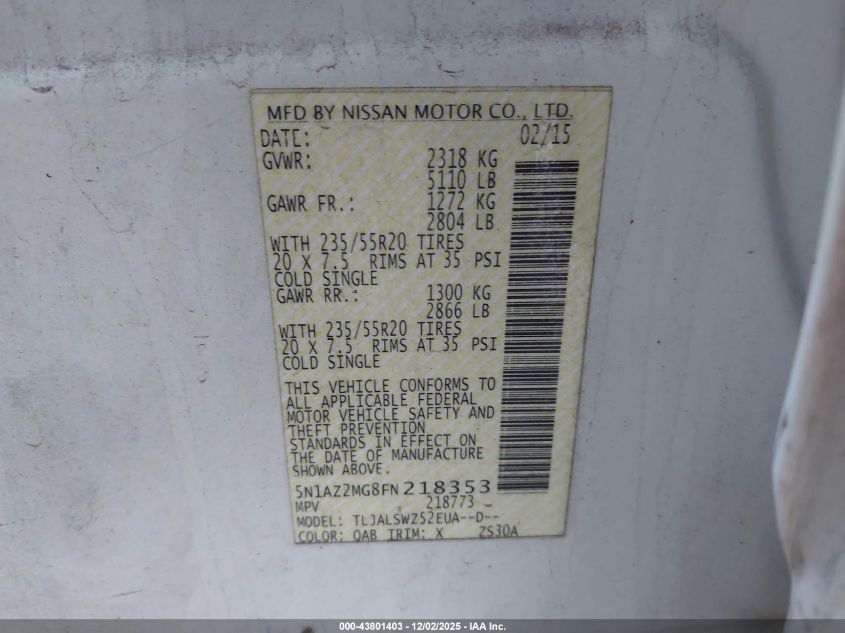 MFD BY NISSAN MOTOR CO., LTD.
DATE: 02/15
GVWR: 2318 KG
5110 LB
GAWR FR.: 1272 KG
2804 LB
WITH 235/55R20 TIRES
20 X 7.5 RIMS AT 35 PSI
COLD SINGLE
GAWR RR.: 1300 KG
2866 LB
WITH 235/55R20 TIRES
20 X 7.5 RIMS AT 35 PSI
COLD SINGLE
THIS VEHICLE CONFORMS TO
ALL APPLICABLE FEDERAL
MOTOR VEHICLE SAFETY AND
THEFT PREVENTION
STANDARDS IN EFFECT ON
THE DATE OF MANUFACTURE
SHOWN ABOVE.
5N1AZ2MG8FN218353
MPV 218773
MODEL: TLJALSWZ52EUA--D--
COLOR: QAB TRIM: X ZS30A
000-43801403 - 12/02/2025 - IAA Inc.